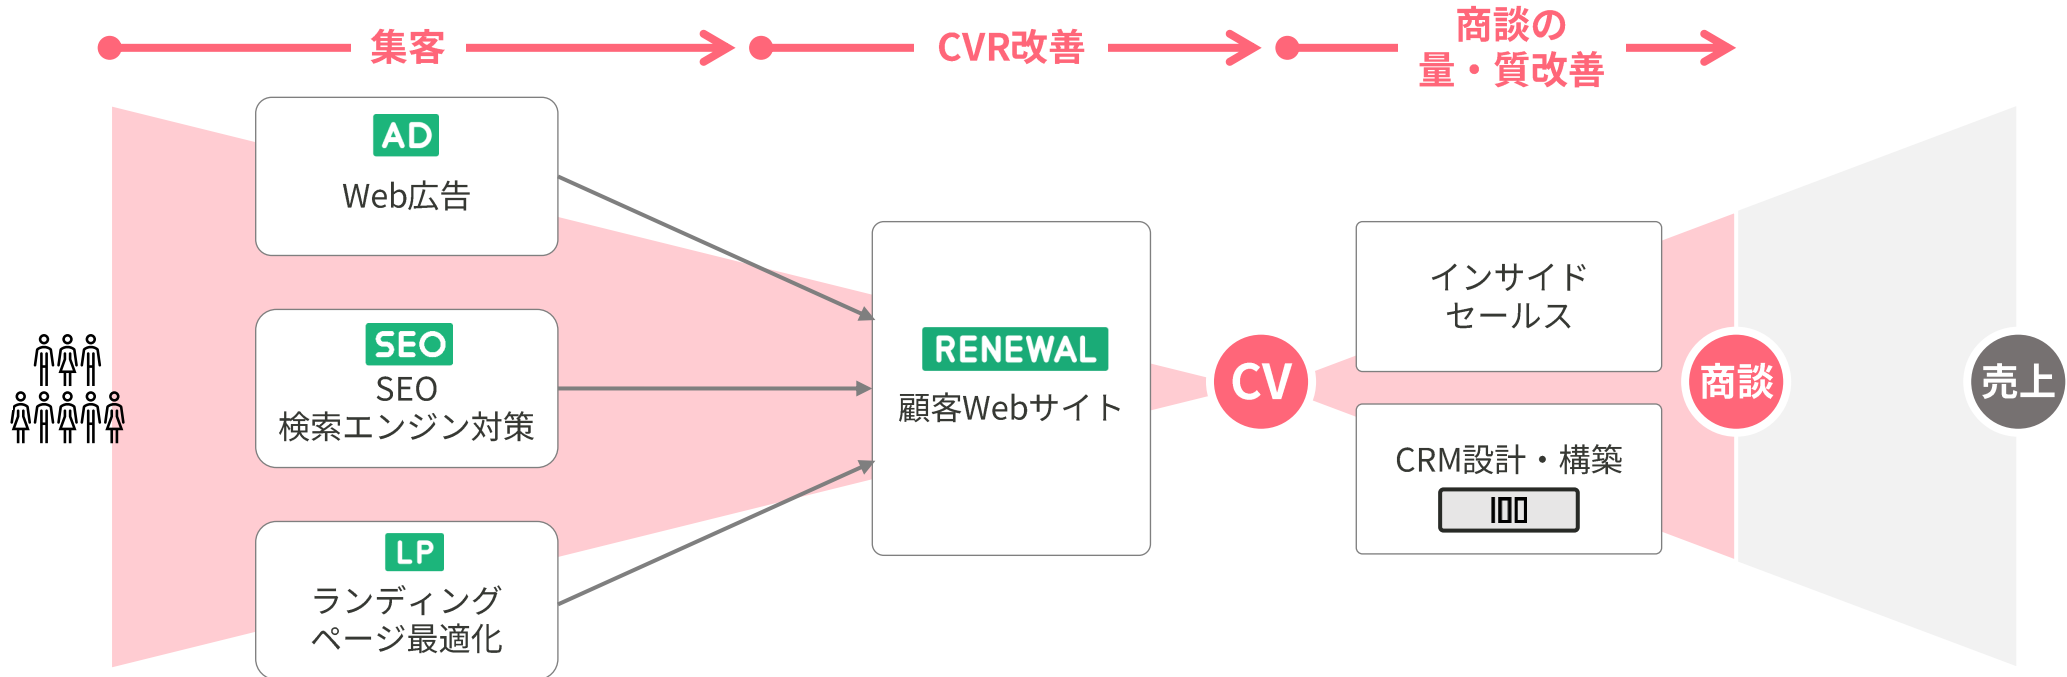 集客
CVR改善
商談の
量・質改善
AD
Web広告
SEO
SEO
検索エンジン対策
LP
ランディング
ページ最適化
RENEWAL
顧客Webサイト
CV
インサイド
セールス
CRM設計・構築
100
商談
売上